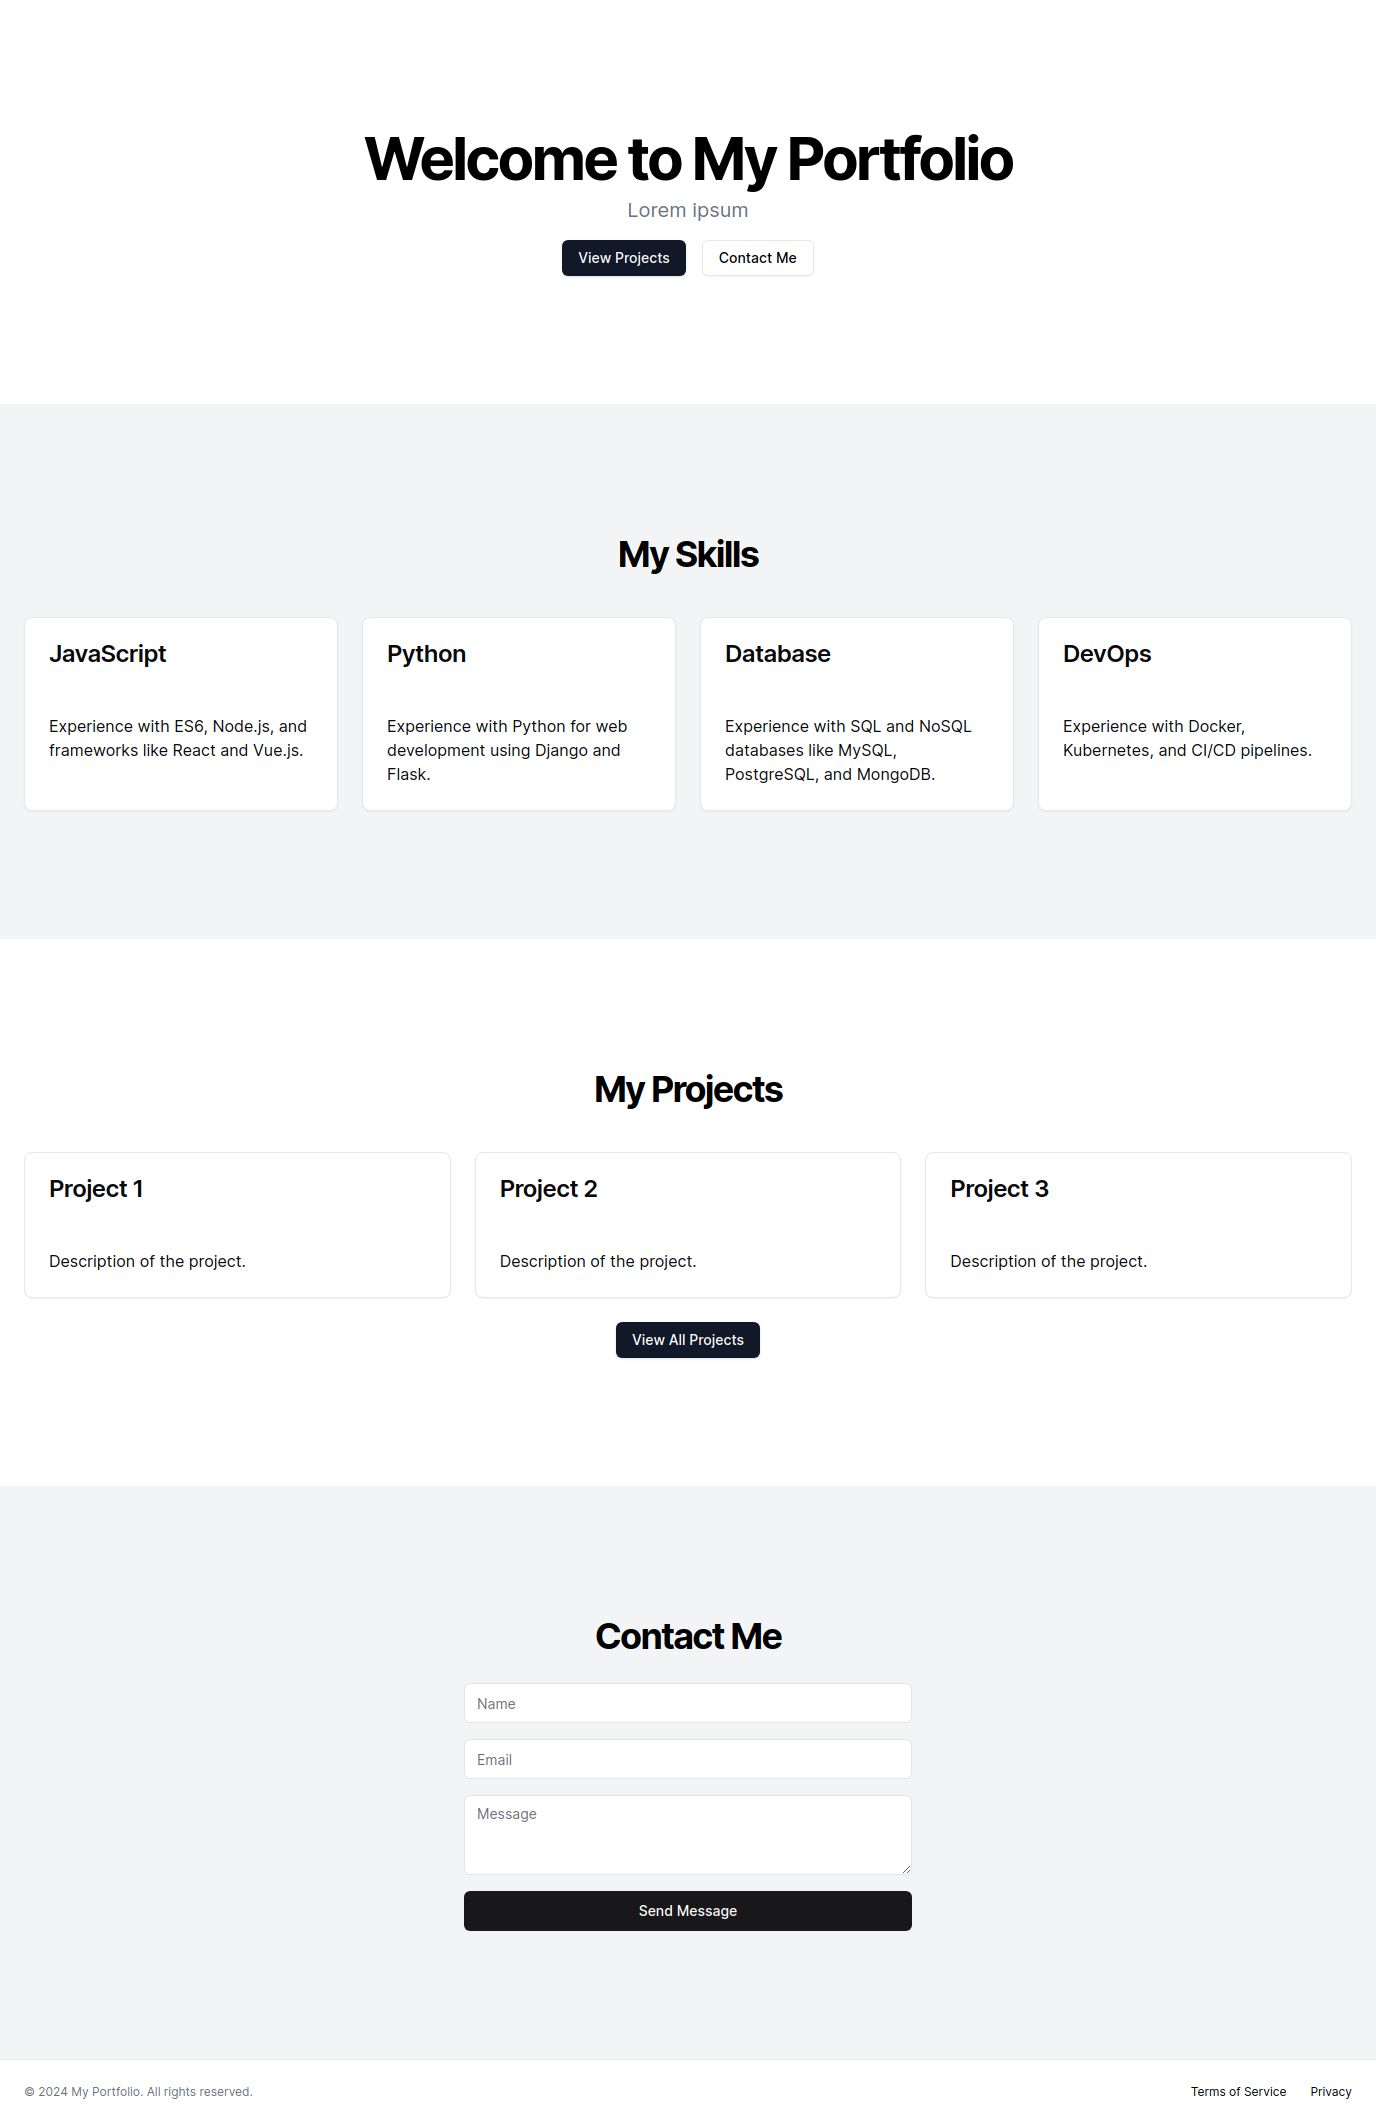 Welcome to My Portfolio
Lorem ipsum
View Projects
Contact Me
My Skills
JavaScript
Experience with ES6, Node.js, and
frameworks like React and Vue.js.
Python
Experience with Python for web
development using Django and
Flask.
Database
Experience with SQL and NoSQL
databases like MySQL,
PostgreSQL, and MongoDB.
DevOps
Experience with Docker,
Kubernetes, and CI/CD pipelines.
My Projects
Project 1
Description of the project.
Project 2
Description of the project.
Project 3
Description of the project.
View All Projects
Contact Me
Name
Email
Message
Send Message
© 2024 My Portfolio. All rights reserved.
Terms of Service
Privacy